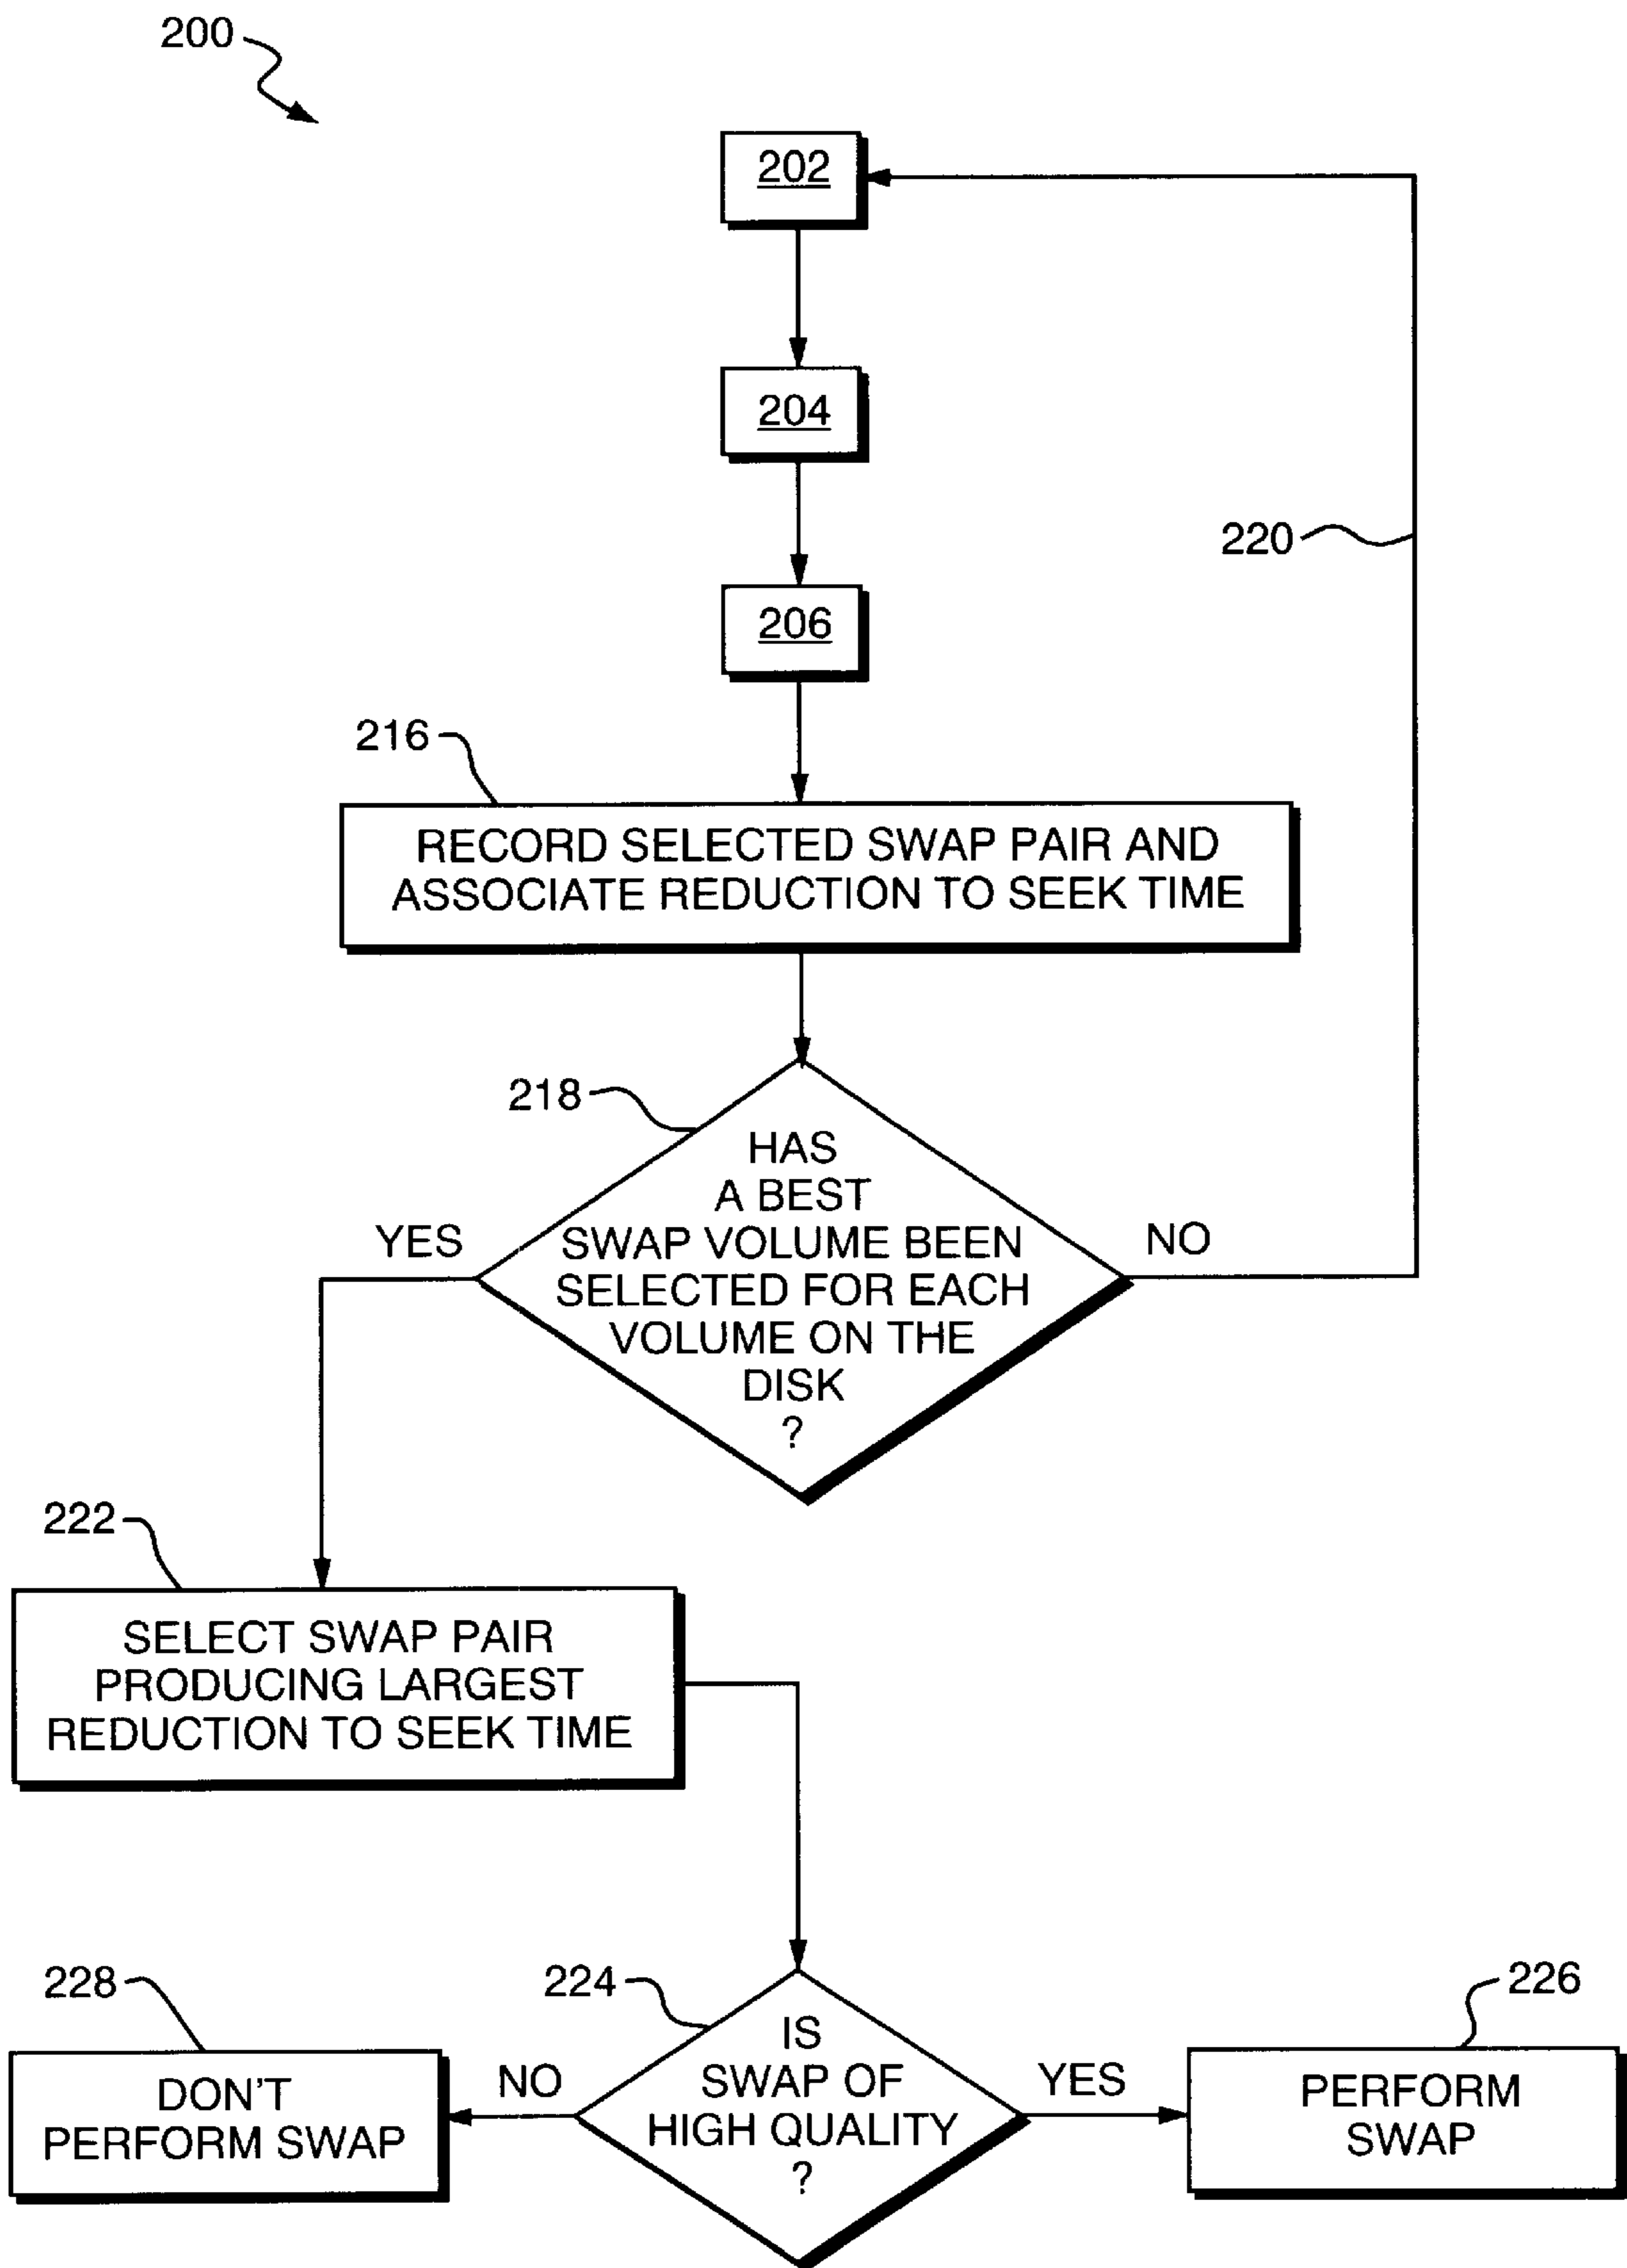 200
202
204
220
206
216
RECORD SELECTED SWAP PAIR AND
ASSOCIATE REDUCTION TO SEEK TIME
218
HAS
A BEST
SWAP VOLUME BEEN
SELECTED FOR EACH
VOLUME ON THE
DISK
?
YES
NO
222
SELECT SWAP PAIR
PRODUCING LARGEST
REDUCTION TO SEEK TIME
228
DON'T
PERFORM SWAP
224
IS
SWAP OF
HIGH QUALITY
?
NO
YES
226
PERFORM
SWAP